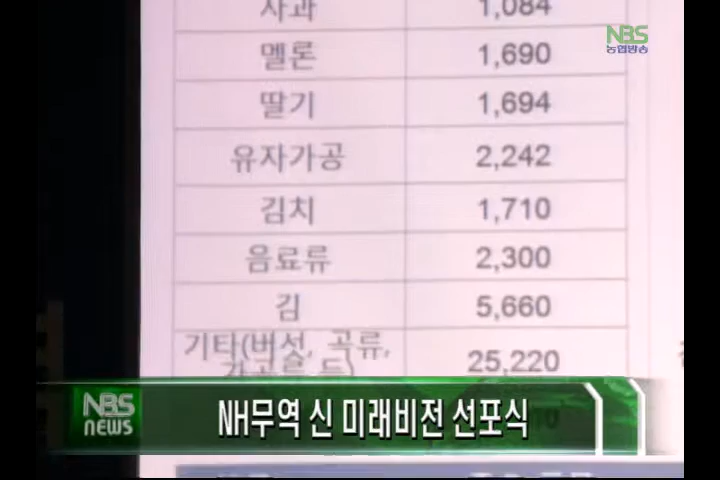 사과 1,084
NBS
농협방송
멜론 1,690
딸기 1,694
유자가공 2,242
김치 1,710
음료류 2,300
김 5,660
기타(버섯, 곡류,
25,220
NBS
NEWS
NH무역 신 미래비전 선포식